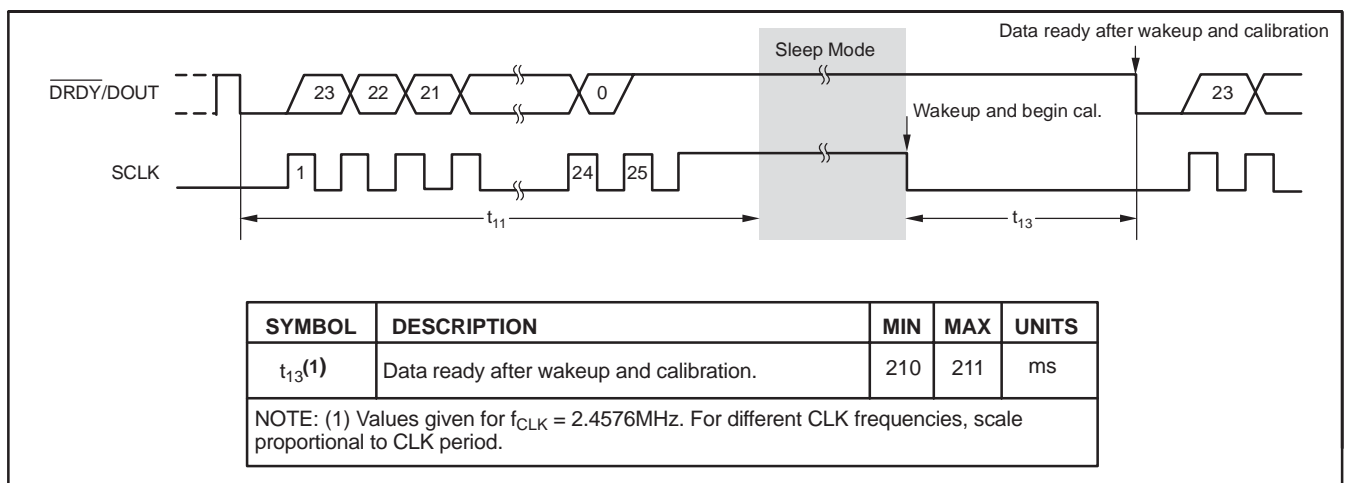 Data ready after wakeup and calibration
Sleep Mode
DRDY/DOUT
23
22
21
0
23
Wakeup and begin cal.
SCLK
1
24
25
t11
t13
SYMBOL DESCRIPTION MIN MAX UNITS
t13(1) Data ready after wakeup and calibration. 210 211 ms
NOTE: (1) Values given for fCLK = 2.4576MHz. For different CLK frequencies, scale
proportional to CLK period.